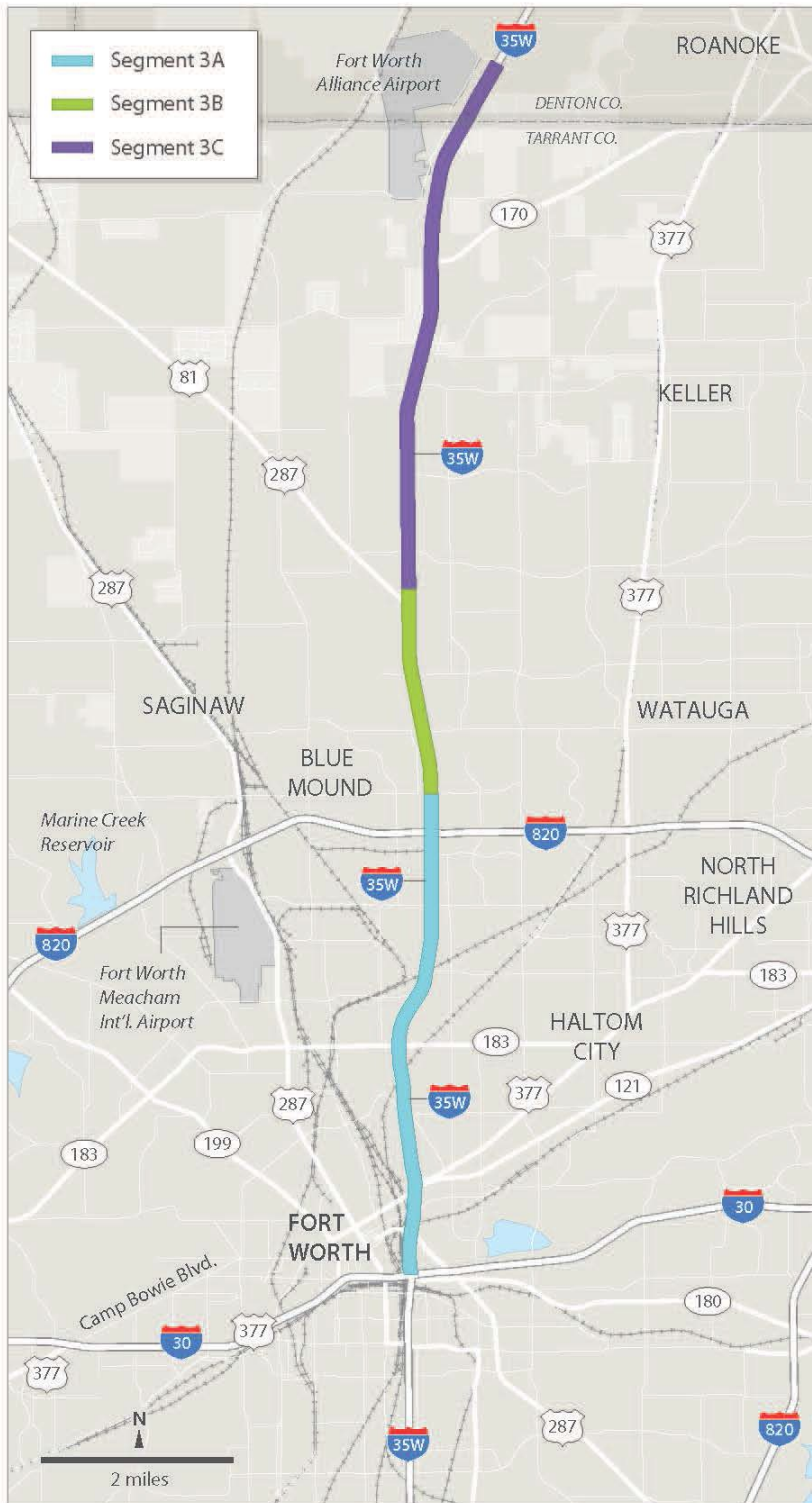 Segment 3A
Segment 3B
Segment 3C
35W
ROANOKE
Fort Worth
Alliance Airport
DENTON CO.
TARRANT CO.
170
377
81
KELLER
35W
287
287
377
SAGINAW
WATAUGA
BLUE
MOUND
Marine Creek
Reservoir
820
35W
NORTH
RICHLAND
HILLS
377
820
183
Fort Worth
Meacham
Int'l. Airport
HALTOM
CITY
183
377
121
35W
287
199
183
30
FORT
WORTH
Camp Bowie Blvd.
180
377
30
377
N
2 miles
35W
287
820